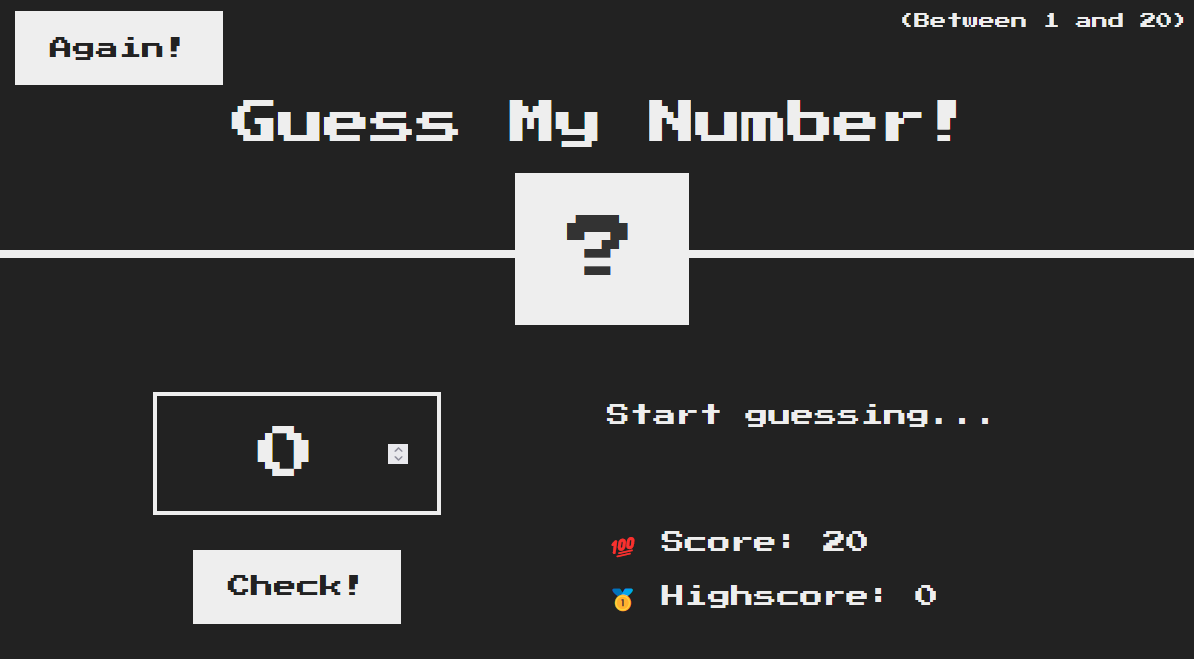 Again!
(Between 1 and 20)
Guess My Number!
?
0
Start guessing...
Check!
💯 Score: 20
🥇 Highscore: 0